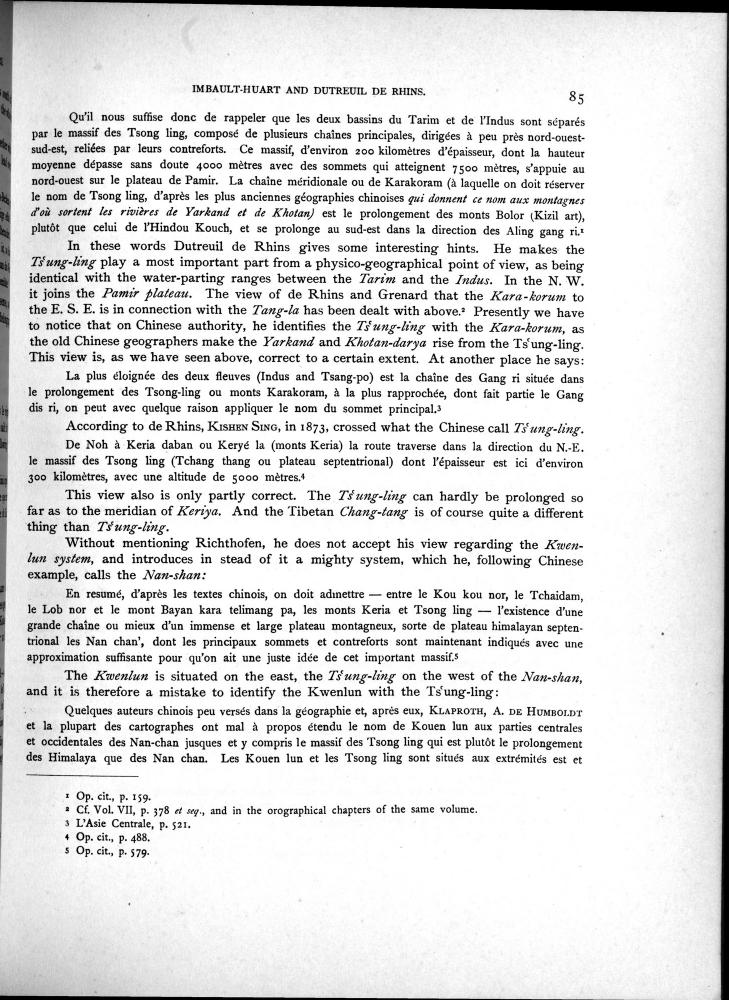 IMBAULT-HUART AND DUTREUIL DE RHINS.
85
Qu'il nous suffise donc de rappeler que les deux bassins du Tarim et de l'Indus sont séparés
par le massif des Tsong ling, composé de plusieurs chaînes principales, dirigées à peu près nord-ouest-
sud-est, reliées par leurs contreforts. Ce massif, d'environ 200 kilomètres d'épaisseur, dont la hauteur
moyenne dépasse sans doute 4000 mètres avec des sommets qui atteignent 7500 mètres, s'appuie au
nord-ouest sur le plateau de Pamir. La chaîne méridionale ou de Karakoram (à laquelle on doit réserver
le nom de Tsong ling, d'après les plus anciennes géographies chinoises qui donnent ce nom aux montagnes
d'où sortent les rivières de Yarkand et de Khotan) est le prolongement des monts Bolor (Kizil art),
plutôt que celui de l'Hindou Kouch, et se prolonge au sud-est dans la direction des Aling gang ri.¹
In these words Dutreuil de Rhins gives some interesting hints. He makes the
Ts'ung-ling play a most important part from a physico-geographical point of view, as being
identical with the water-parting ranges between the Tarim and the Indus. In the N. W.
it joins the Pamir plateau. The view of de Rhins and Grenard that the Kara-korum to
the E. S. E. is in connection with the Tang-la has been dealt with above.² Presently we have
to notice that on Chinese authority, he identifies the Ts'ung-ling with the Kara-korum, as
the old Chinese geographers make the Yarkand and Khotan-darya rise from the Ts'ung-ling.
This view is, as we have seen above, correct to a certain extent. At another place he says:
La plus éloignée des deux fleuves (Indus and Tsang-po) est la chaîne des Gang ri située dans
le prolongement des Tsong-ling ou monts Karakoram, à la plus rapprochée, dont fait partie le Gang
dis ri, on peut avec quelque raison appliquer le nom du sommet principal.³
According to de Rhins, KISHEN SING, in 1873, crossed what the Chinese call Ts'ung-ling.
De Noh à Keria daban ou Keryé la (monts Keria) la route traverse dans la direction du N.-E.
le massif des Tsong ling (Tchang thang ou plateau septentrional) dont l'épaisseur est ici d'environ
300 kilomètres, avec une altitude de 5000 mètres.⁴
This view also is only partly correct. The Ts'ung-ling can hardly be prolonged so
far as to the meridian of Keriya. And the Tibetan Chang-tang is of course quite a different
thing than Ts'ung-ling.
Without mentioning Richthofen, he does not accept his view regarding the Kwen-
lun system, and introduces in stead of it a mighty system, which he, following Chinese
example, calls the Nan-shan:
En resumé, d'après les textes chinois, on doit admettre — entre le Kou kou nor, le Tchaidam,
le Lob nor et le mont Bayan kara telimang pa, les monts Keria et Tsong ling — l'existence d'une
grande chaîne ou mieux d'un immense et large plateau montagneux, sorte de plateau himalayan septen-
trional les Nan chan', dont les principaux sommets et contreforts sont maintenant indiqués avec une
approximation suffisante pour qu'on ait une juste idée de cet important massif.⁵
The Kwenlun is situated on the east, the Ts'ung-ling on the west of the Nan-shan,
and it is therefore a mistake to identify the Kwenlun with the Ts'ung-ling:
Quelques auteurs chinois peu versés dans la géographie et, après eux, KLAPROTH, A. DE HUMBOLDT
et la plupart des cartographes ont mal à propos étendu le nom de Kouen lun aux parties centrales
et occidentales des Nan-chan jusques et y compris le massif des Tsong ling qui est plutôt le prolongement
des Himalaya que des Nan chan. Les Kouen lun et les Tsong ling sont situés aux extrémités est et
¹ Op. cit., p. 159.
² Cf. Vol. VII, p. 378 et seq., and in the orographical chapters of the same volume.
³ L'Asie Centrale, p. 521.
⁴ Op. cit., p. 488.
⁵ Op. cit., p. 579.